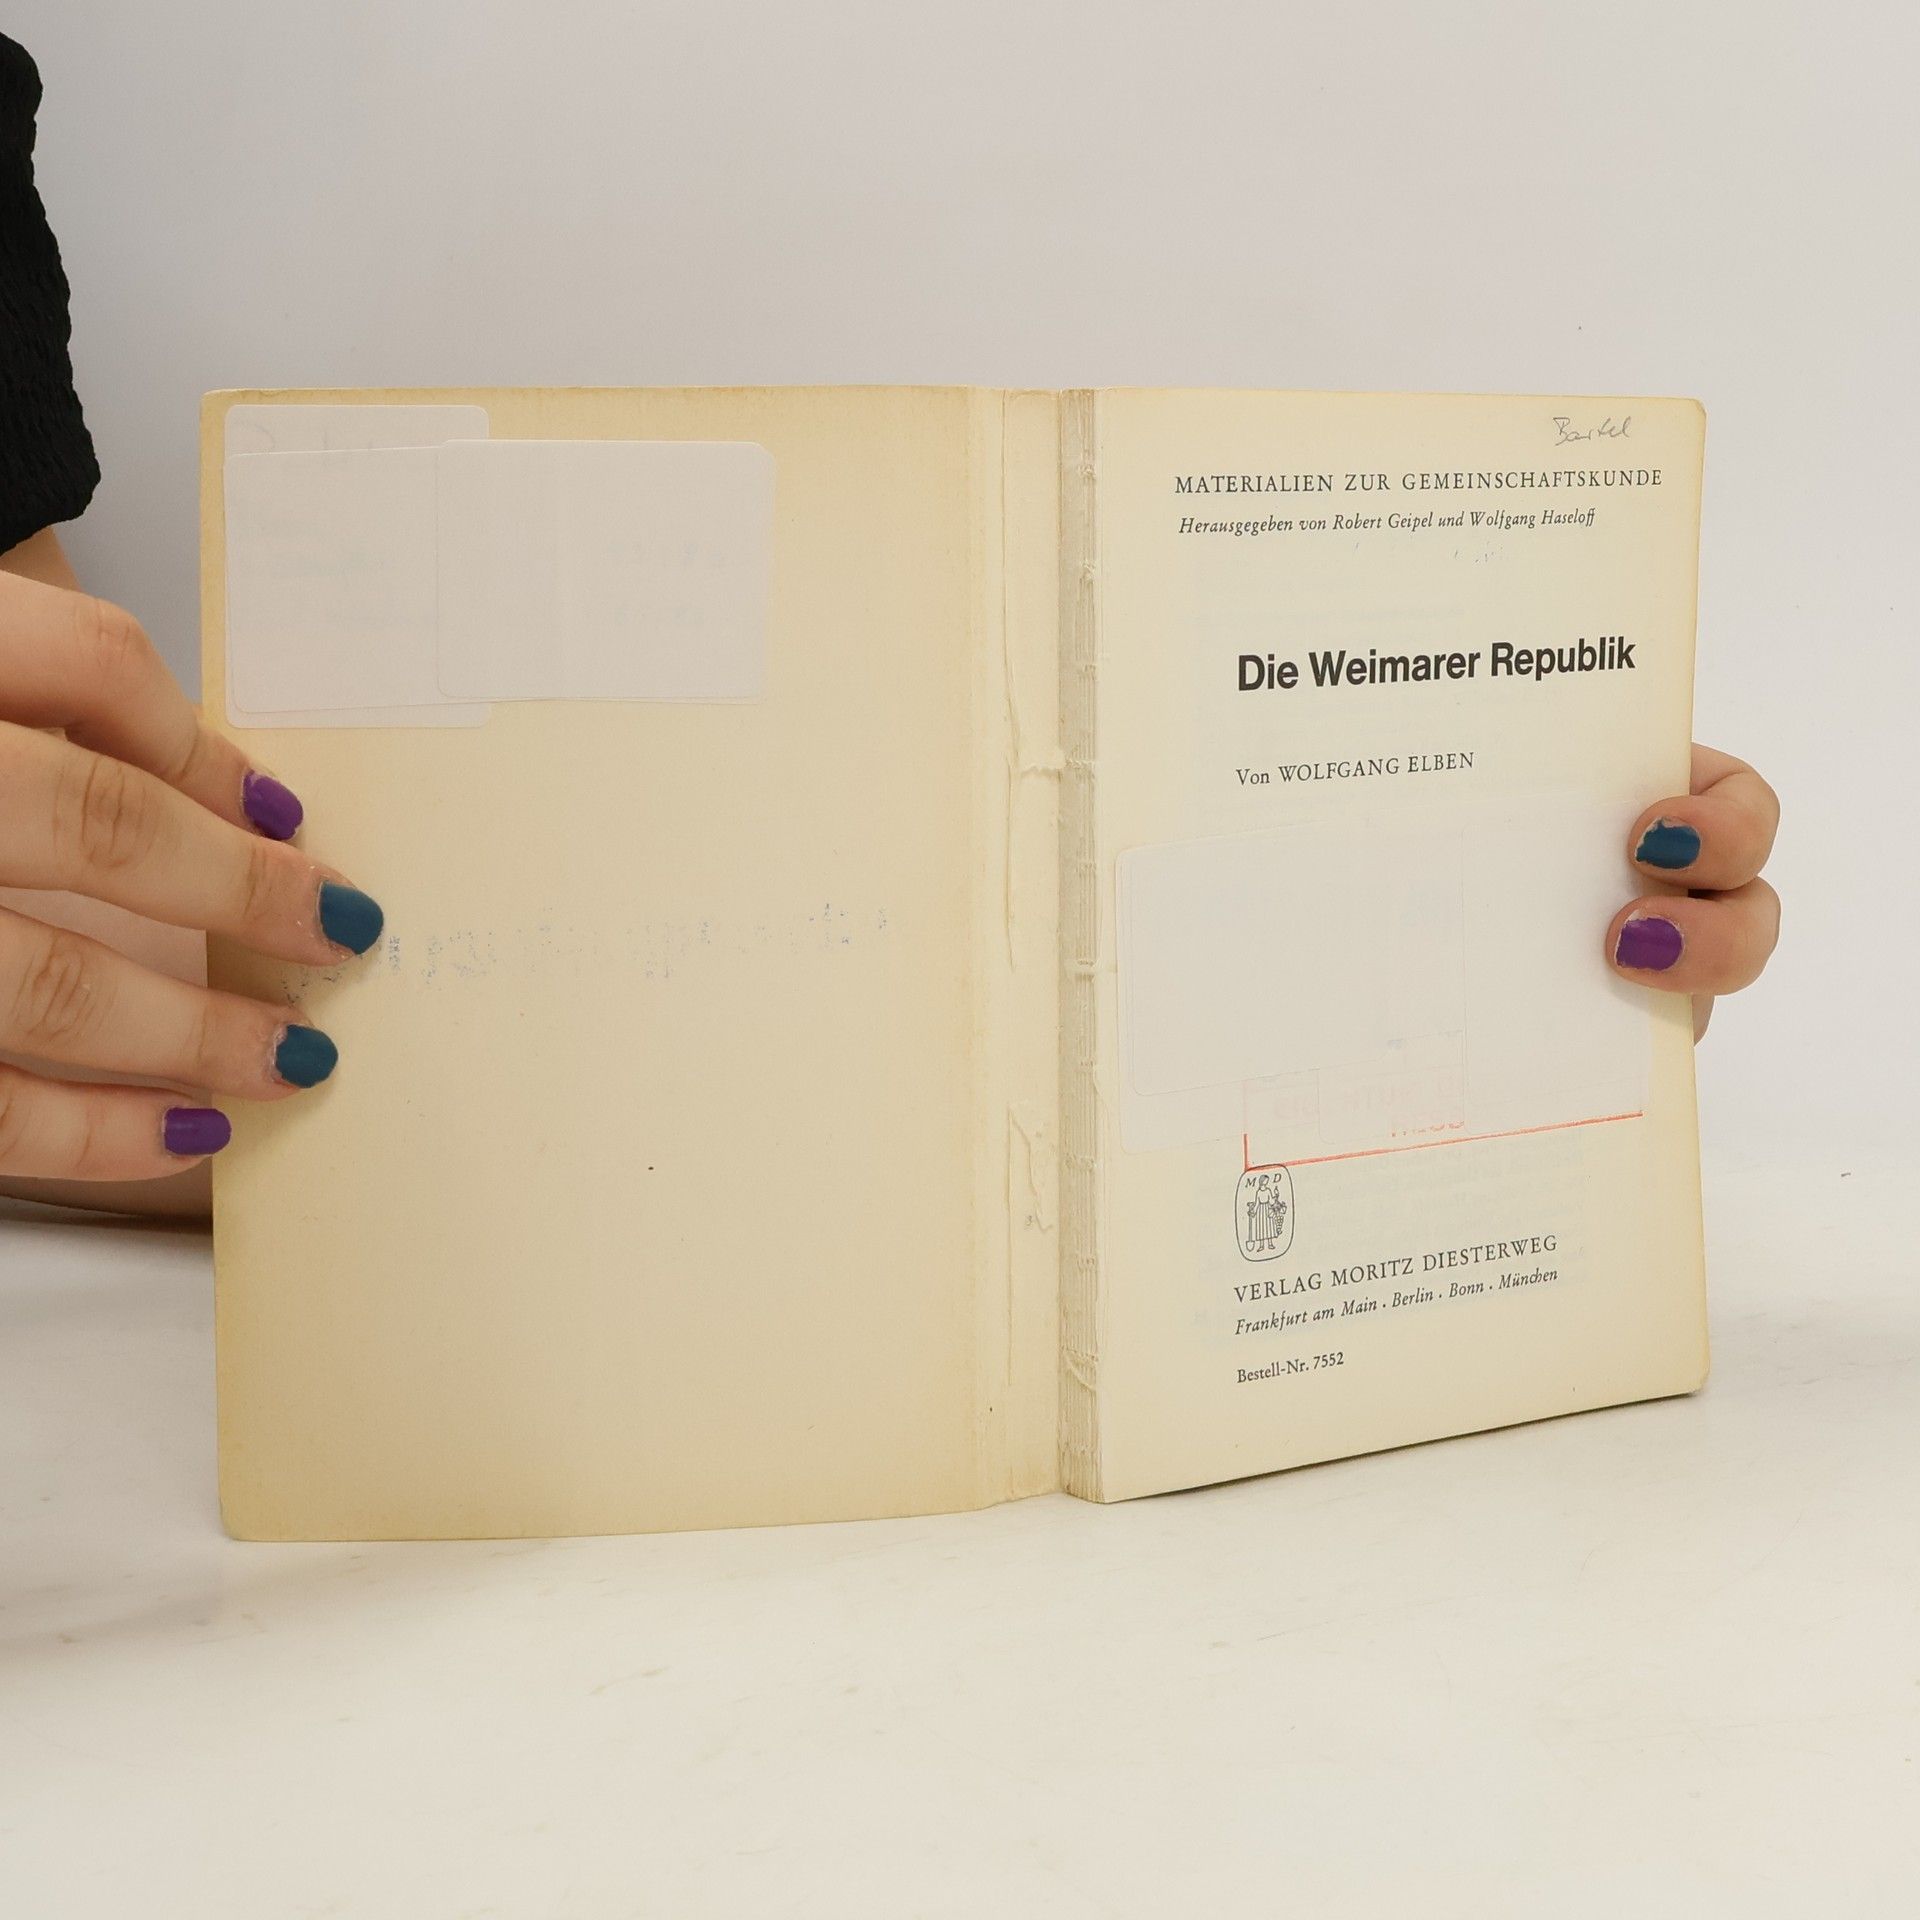 Bartel
MATERIALIEN ZUR GEMEINSCHAFTSKUNDE
Herausgegeben von Robert Geipel und Wolfgang Haseloff
Die Weimarer Republik
Von WOLFGANG ELBEN
M D
VERLAG MORITZ DIESTERWEG
Frankfurt am Main · Berlin · Bonn · München
Bestell-Nr. 7552